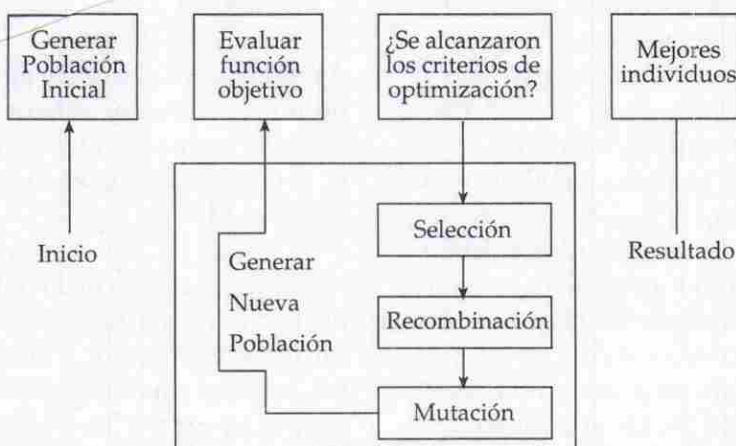 Generar
Población
Inicial
Evaluar
función
objetivo
¿Se alcanzaron
los criterios de
optimización?
Mejores
individuos
Inicio
Generar
Nueva
Población
Selección
Recombinación
Mutación
Resultado